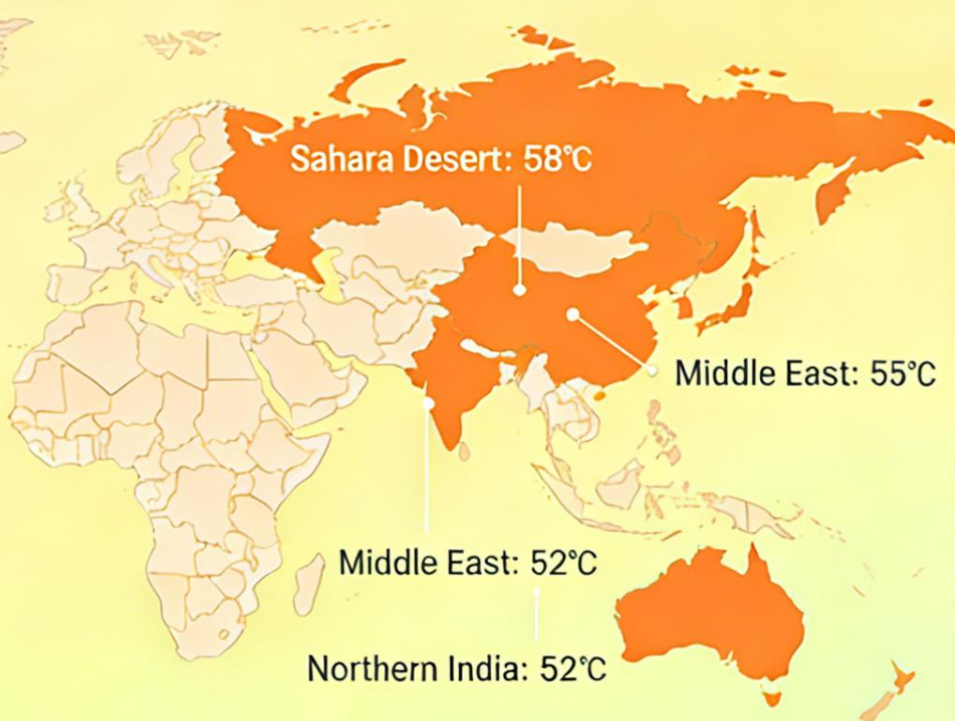 Sahara Desert: 58℃
Middle East: 55℃
Middle East: 52℃
Northern India: 52℃